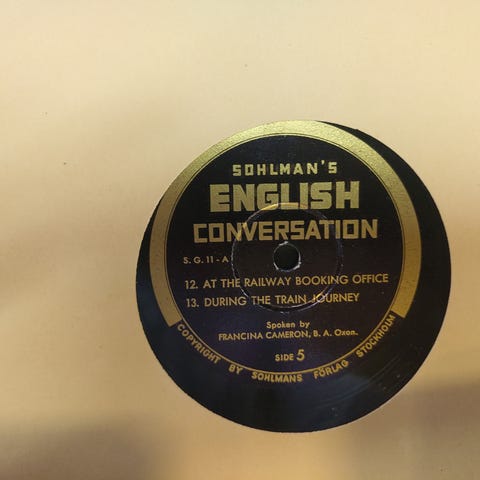 SOHLMAN'S
ENGLISH
CONVERSATION
S. G. 11 - A
12. AT THE RAILWAY BOOKING OFFICE
13. DURING THE TRAIN JOURNEY
Spoken by
FRANCINA CAMERON, B. A. Oxon.
SIDE 5
COPYRIGHT BY SOHLMANS FÖRLAG STOCKHOLM